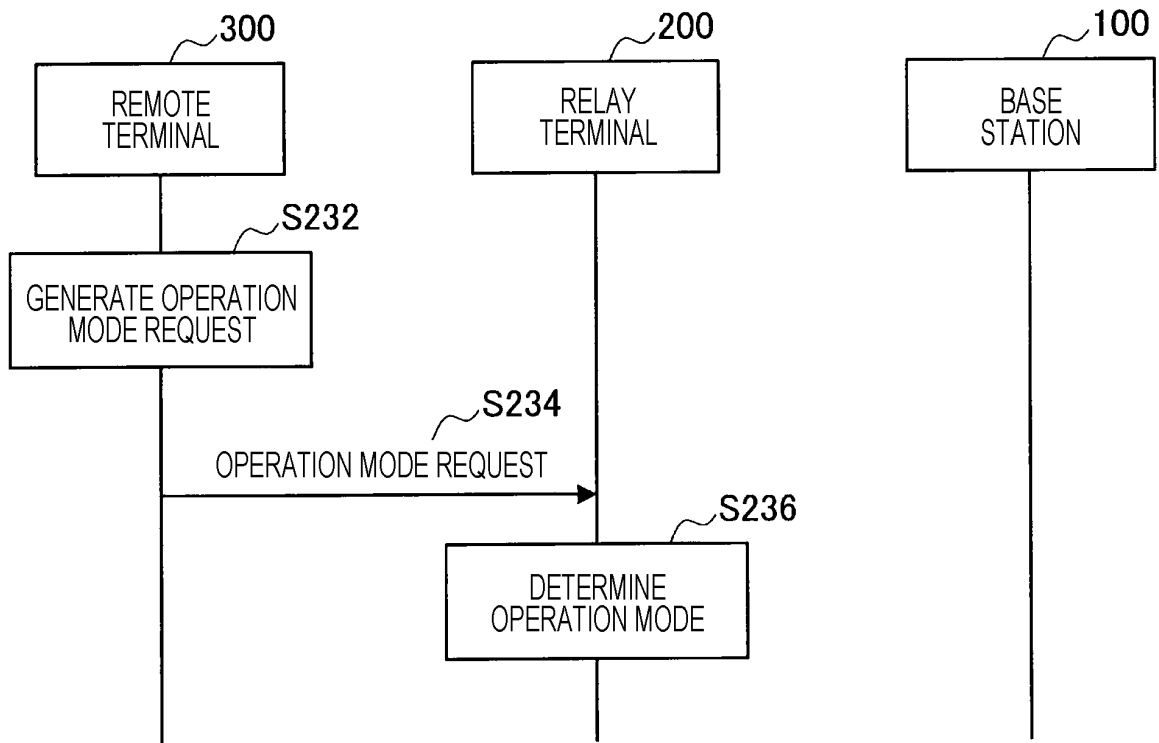 300
200
100
REMOTE
TERMINAL
RELAY
TERMINAL
BASE
STATION
S232
GENERATE OPERATION
MODE REQUEST
S234
OPERATION MODE REQUEST
S236
DETERMINE
OPERATION MODE